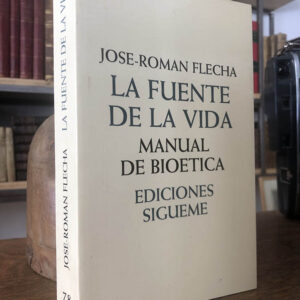 JOSE-ROMAN FLECHA
LA FUENTE
DE LA VIDA
MANUAL
DE BIOETICA
EDICIONES
SIGUEME
JOSE-ROMAN FLECHA LA FUENTE DE LA VIDA